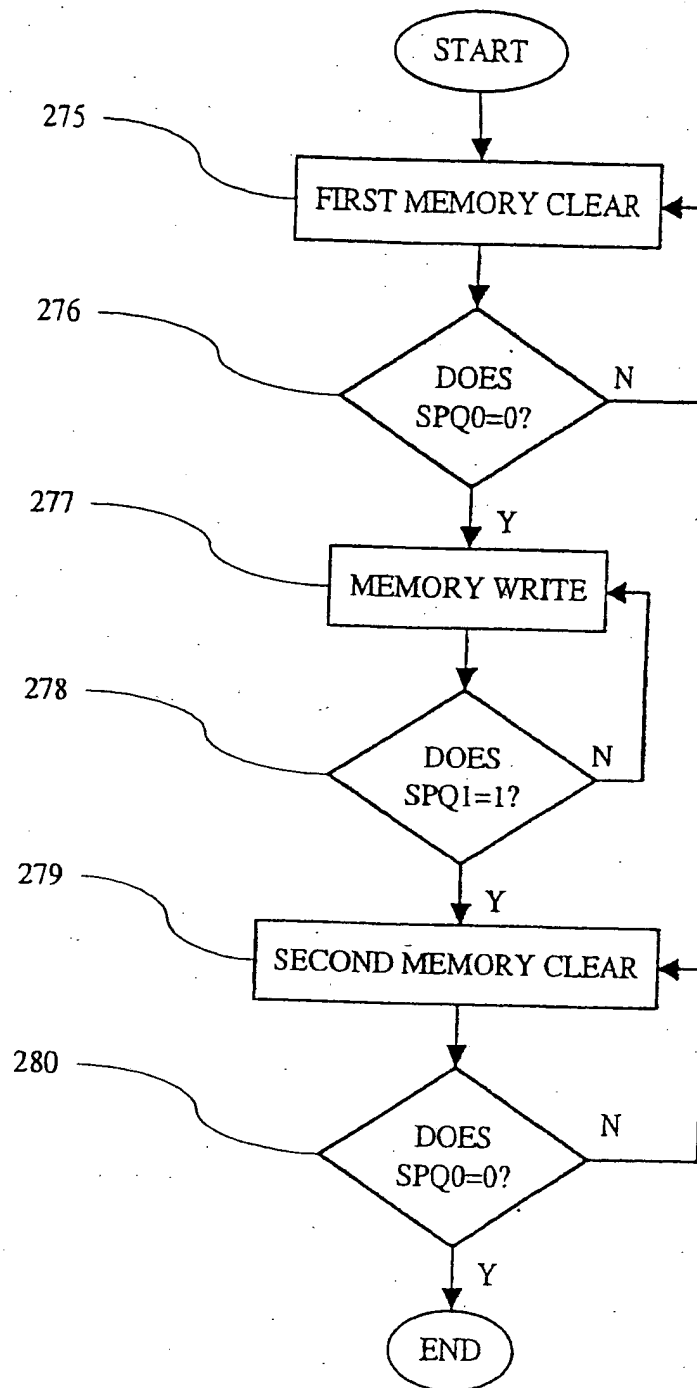 START
275
FIRST MEMORY CLEAR
276
DOES
SPQ0=0?
N
Y
277
MEMORY WRITE
278
DOES
SPQ1=1?
N
Y
279
SECOND MEMORY CLEAR
280
DOES
SPQ0=0?
N
Y
END